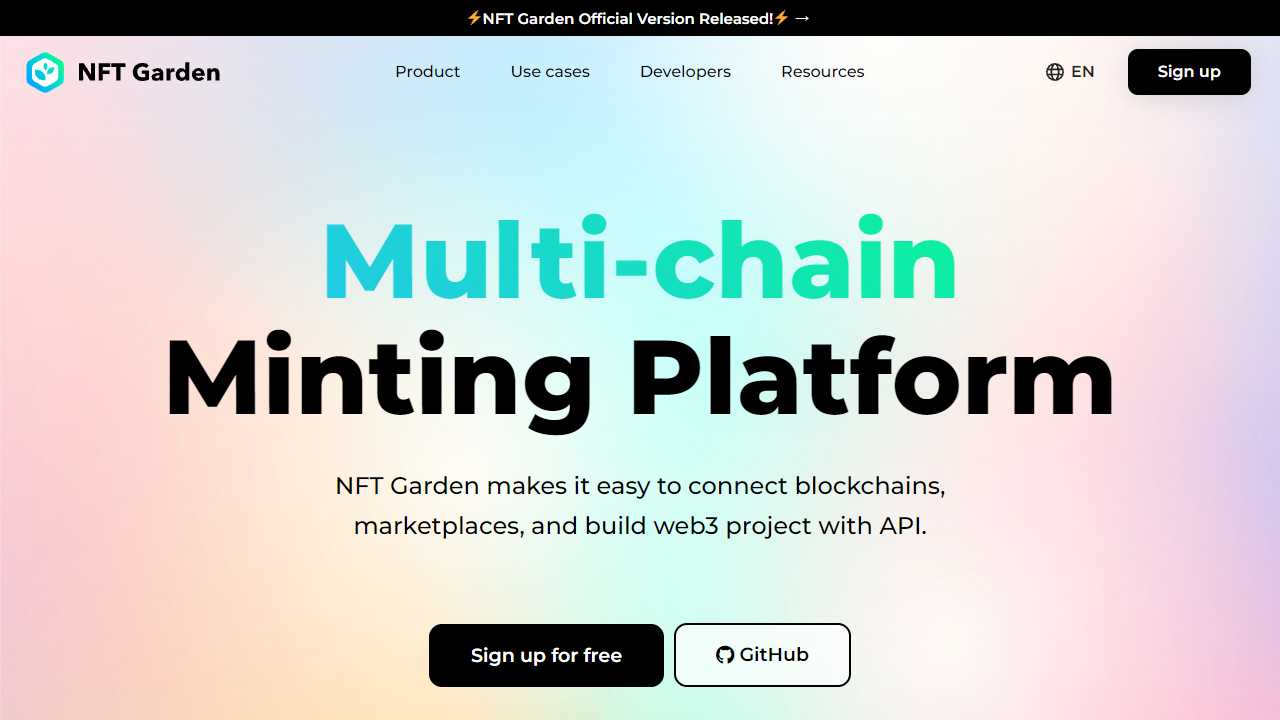 ⚡NFT Garden Official Version Released!⚡ →
NFT Garden
Product
Use cases
Developers
Resources
EN
Sign up
Multi-chain
Minting Platform
NFT Garden makes it easy to connect blockchains,
marketplaces, and build web3 project with API.
Sign up for free
GitHub